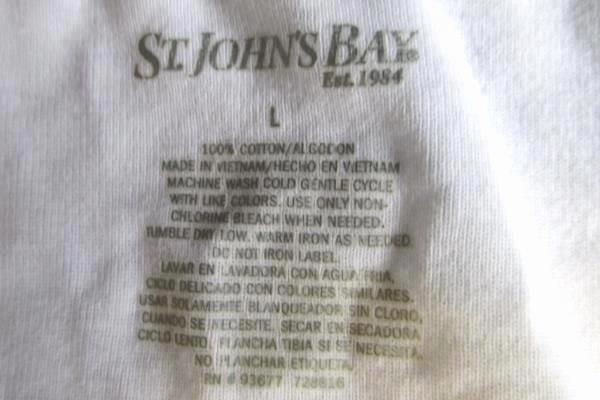 ST. JOHN'S BAY®
Est. 1984
L
100% COTTON/ALGODON
MADE IN VIETNAM/HECHO EN VIETNAM
MACHINE WASH COLD GENTLE CYCLE
WITH LIKE COLORS. USE ONLY NON-
CHLORINE BLEACH WHEN NEEDED.
TUMBLE DRY LOW. WARM IRON AS NEEDED.
DO NOT IRON LABEL.
LAVAR EN LAVADORA CON AGUA FRIA,
CICLO DELICADO CON COLORES SIMILARES.
USAR SOLAMENTE BLANQUEADOR SIN CLORO,
CUANDO SE NECESITE. SECAR EN SECADORA
CICLO LENTO. PLANCHA TIBIA SI SE NECESITA.
NO PLANCHAR ETIQUETA.
RN # 93677 728816